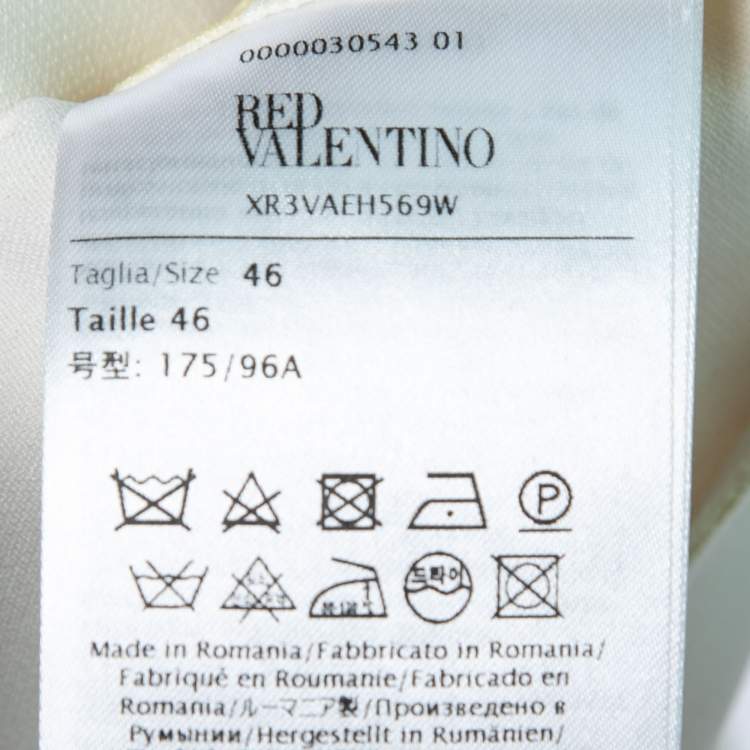 0000030543 01
RED
VALENTINO
XR3VAEH569W
Taglia/Size 46
Taille 46
号型: 175/96A
P
드라이
80-120℃
Made in Romania/Fabbricato in Romania/
Fabriqué en Roumanie/Fabricado en
Romania/ルーマニア製/Произведено в
Румынии/Hergestellt in Rumänien/